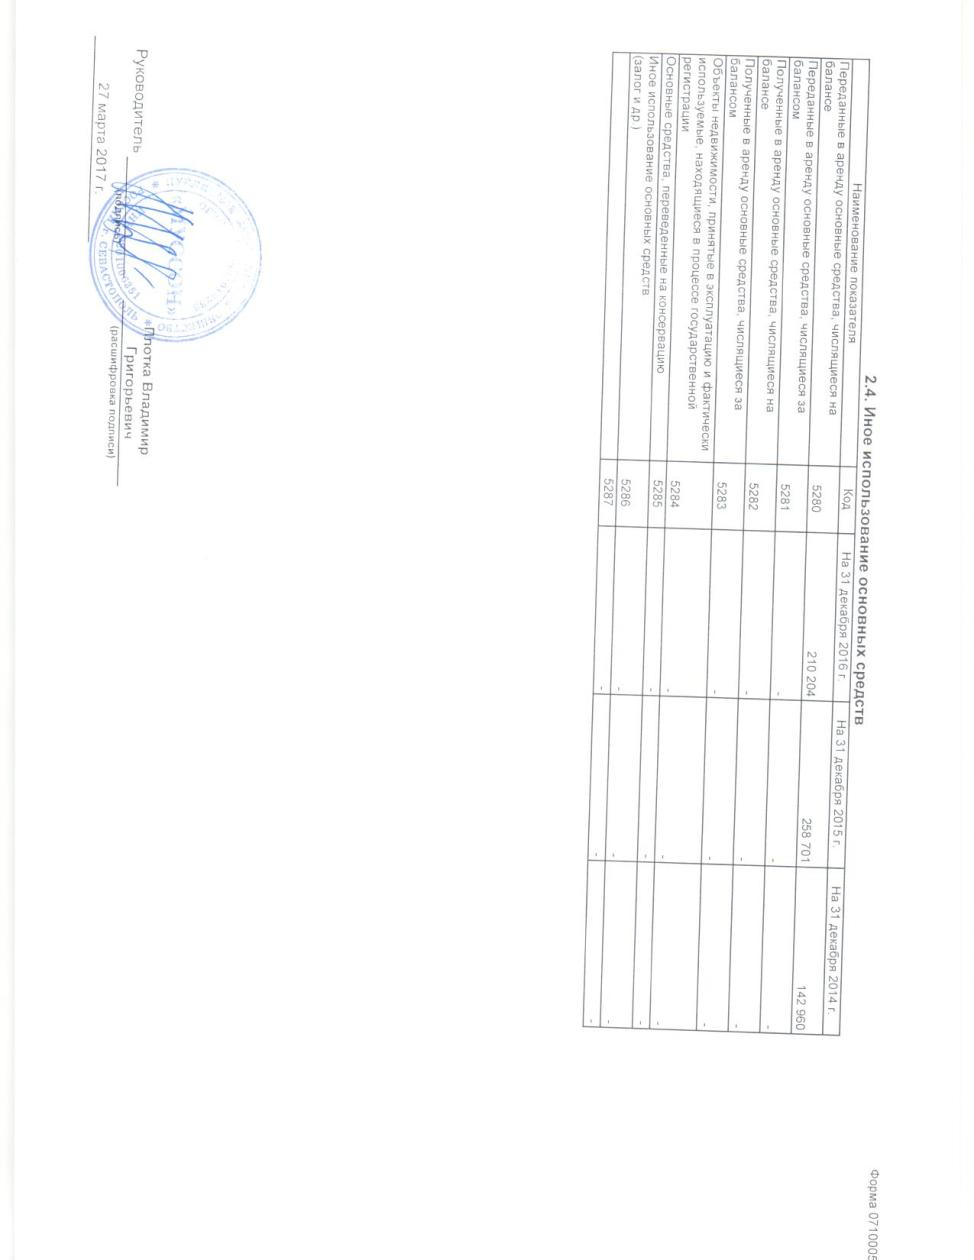 Форма 0710005
2.4. Иное использование основных средств
Наименование показателя Код На 31 декабря 2016 г. На 31 декабря 2015 г. На 31 декабря 2014 г.
Переданные в аренду основные средства, числящиеся на
балансе 5280 210 204 258 701 142 960
Переданные в аренду основные средства, числящиеся за
балансом 5281 - - -
Полученные в аренду основные средства, числящиеся на
балансе 5282 - - -
Полученные в аренду основные средства, числящиеся за
балансом 5283 - - -
Объекты недвижимости, принятые в эксплуатацию и фактически
используемые, находящиеся в процессе государственной
регистрации 5284 - - -
Основные средства, переведенные на консервацию 5285 - - -
Иное использование основных средств
(залог и др.) 5286 - - -
5287 - - -
Руководитель
Плотка Владимир
Григорьевич
(подпись) (расшифровка подписи)
27 марта 2017 г.
СЕВАСТОПОЛЬ